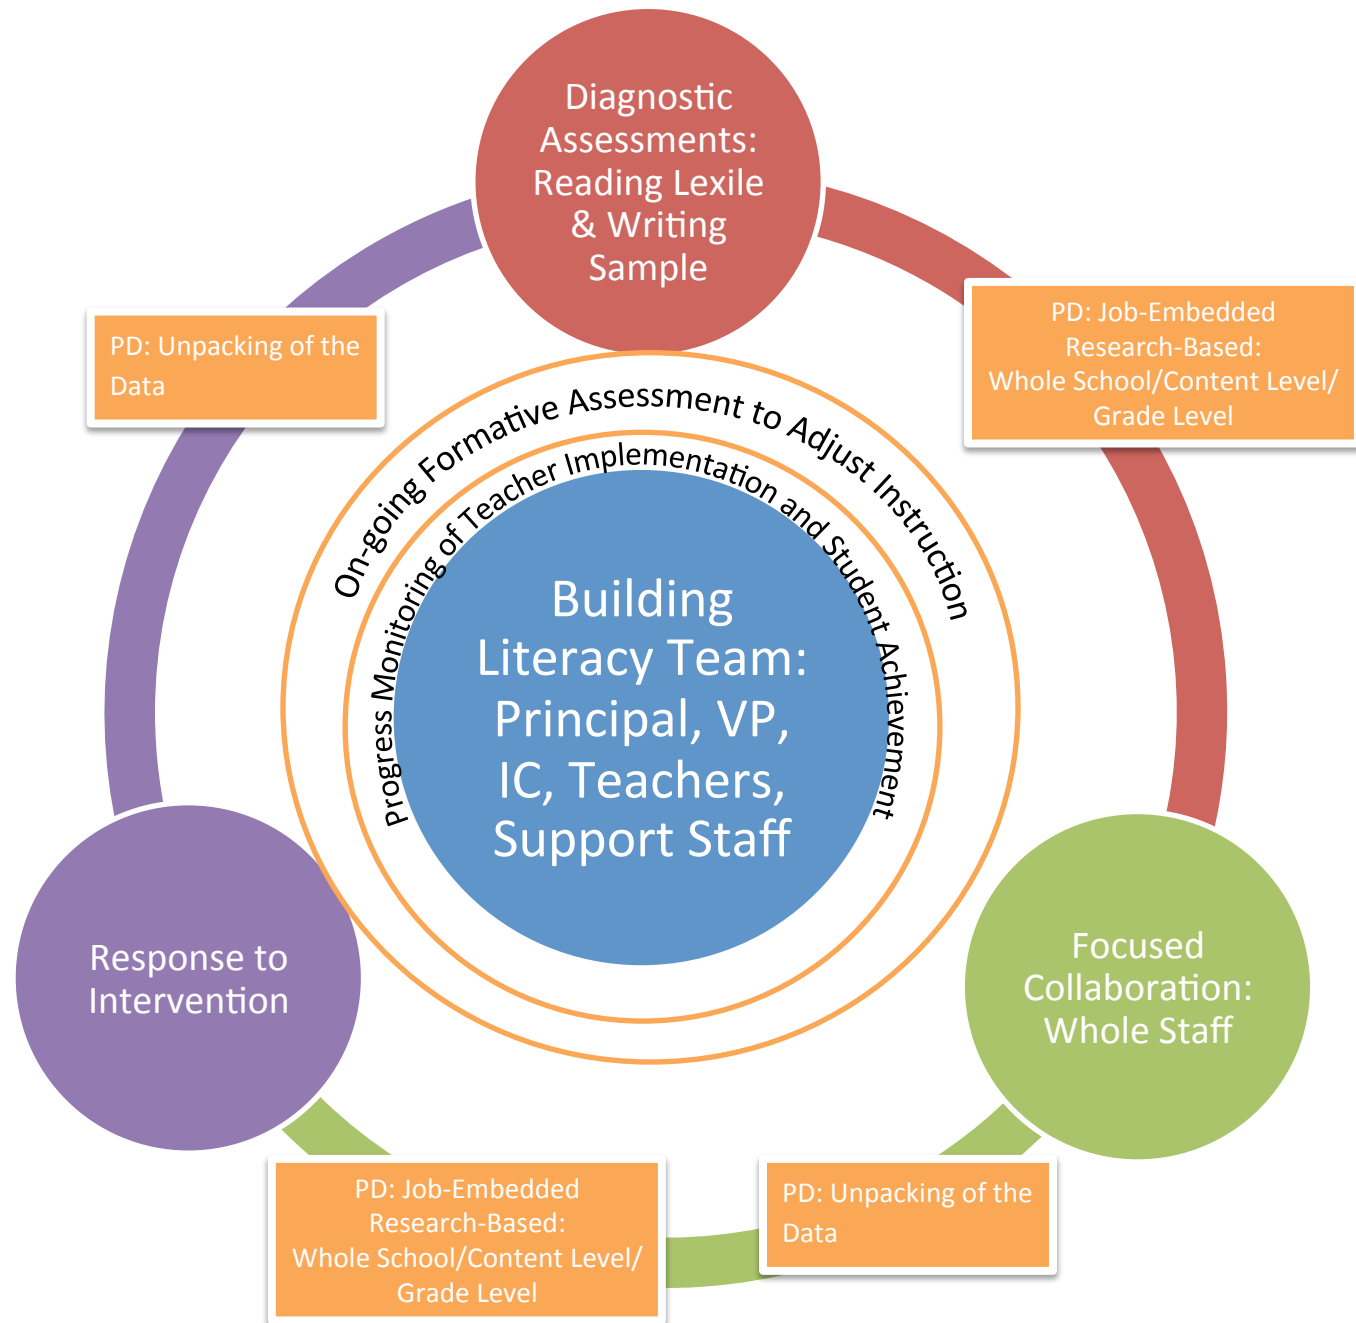 Diagnostic
Assessments:
Reading Lexile
& Writing
Sample
PD: Unpacking of the
Data
PD: Job-Embedded
Research-Based:
Whole School/Content Level/
Grade Level
On-going Formative Assessment to Adjust Instruction
Progress Monitoring of Teacher Implementation and Student Achievement
Building
Literacy Team:
Principal, VP,
IC, Teachers,
Support Staff
Response to
Intervention
Focused
Collaboration:
Whole Staff
PD: Job-Embedded
Research-Based:
Whole School/Content Level/
Grade Level
PD: Unpacking of the
Data